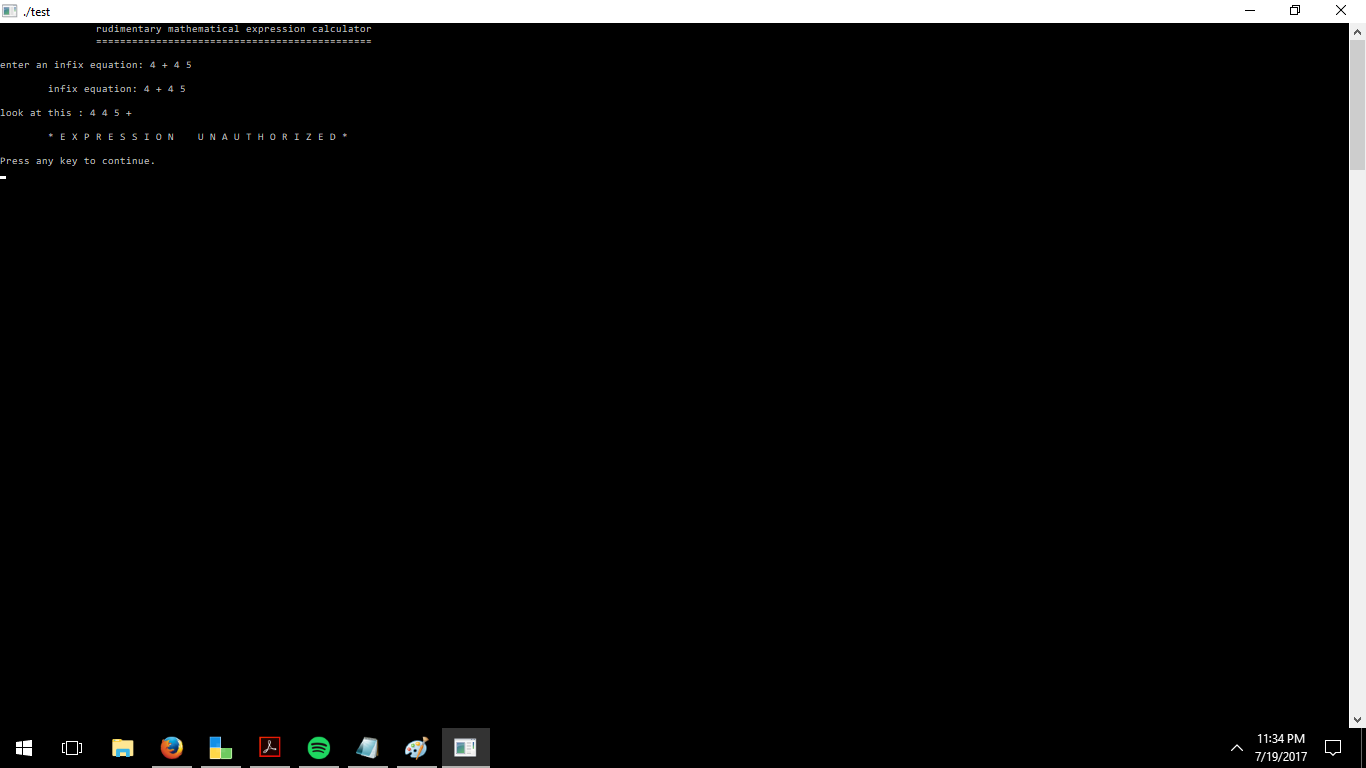 ./test
rudimentary mathematical expression calculator
==============================================
enter an infix equation: 4 + 4 5
infix equation: 4 + 4 5
look at this : 4 4 5 +
* E X P R E S S I O N    U N A U T H O R I Z E D *
Press any key to continue.
11:34 PM
7/19/2017